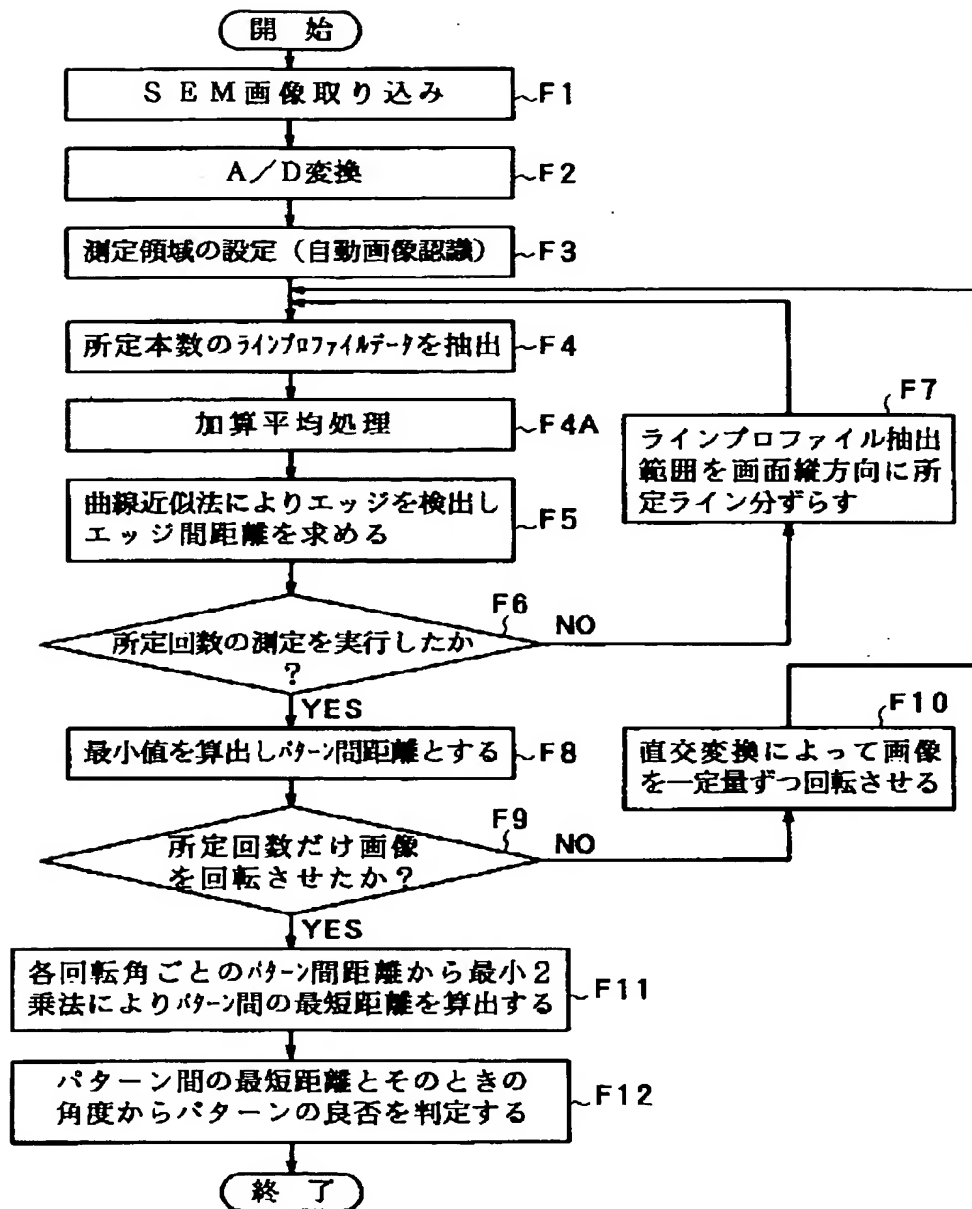 開 始
SEM画像取り込み
F1
A/D変換
F2
測定領域の設定(自動画像認識)
F3
所定本数のﾗｲﾝﾌﾟﾛﾌｧｲﾙﾃﾞｰﾀを抽出
F4
加算平均処理
F4A
曲線近似法によりエッジを検出し
エッジ間距離を求める
F5
F6
所定回数の測定を実行したか
?
NO
YES
F7
ラインプロファイル抽出
範囲を画面縦方向に所
定ライン分ずらす
最小値を算出しﾊﾟﾀｰﾝ間距離とする
F8
F9
所定回数だけ画像
を回転させたか?
NO
YES
F10
直交変換によって画像
を一定量ずつ回転させる
各回転角ごとのﾊﾟﾀｰﾝ間距離から最小2
乗法によりﾊﾟﾀｰﾝ間の最短距離を算出する
F11
パターン間の最短距離とそのときの
角度からパターンの良否を判定する
F12
終 了